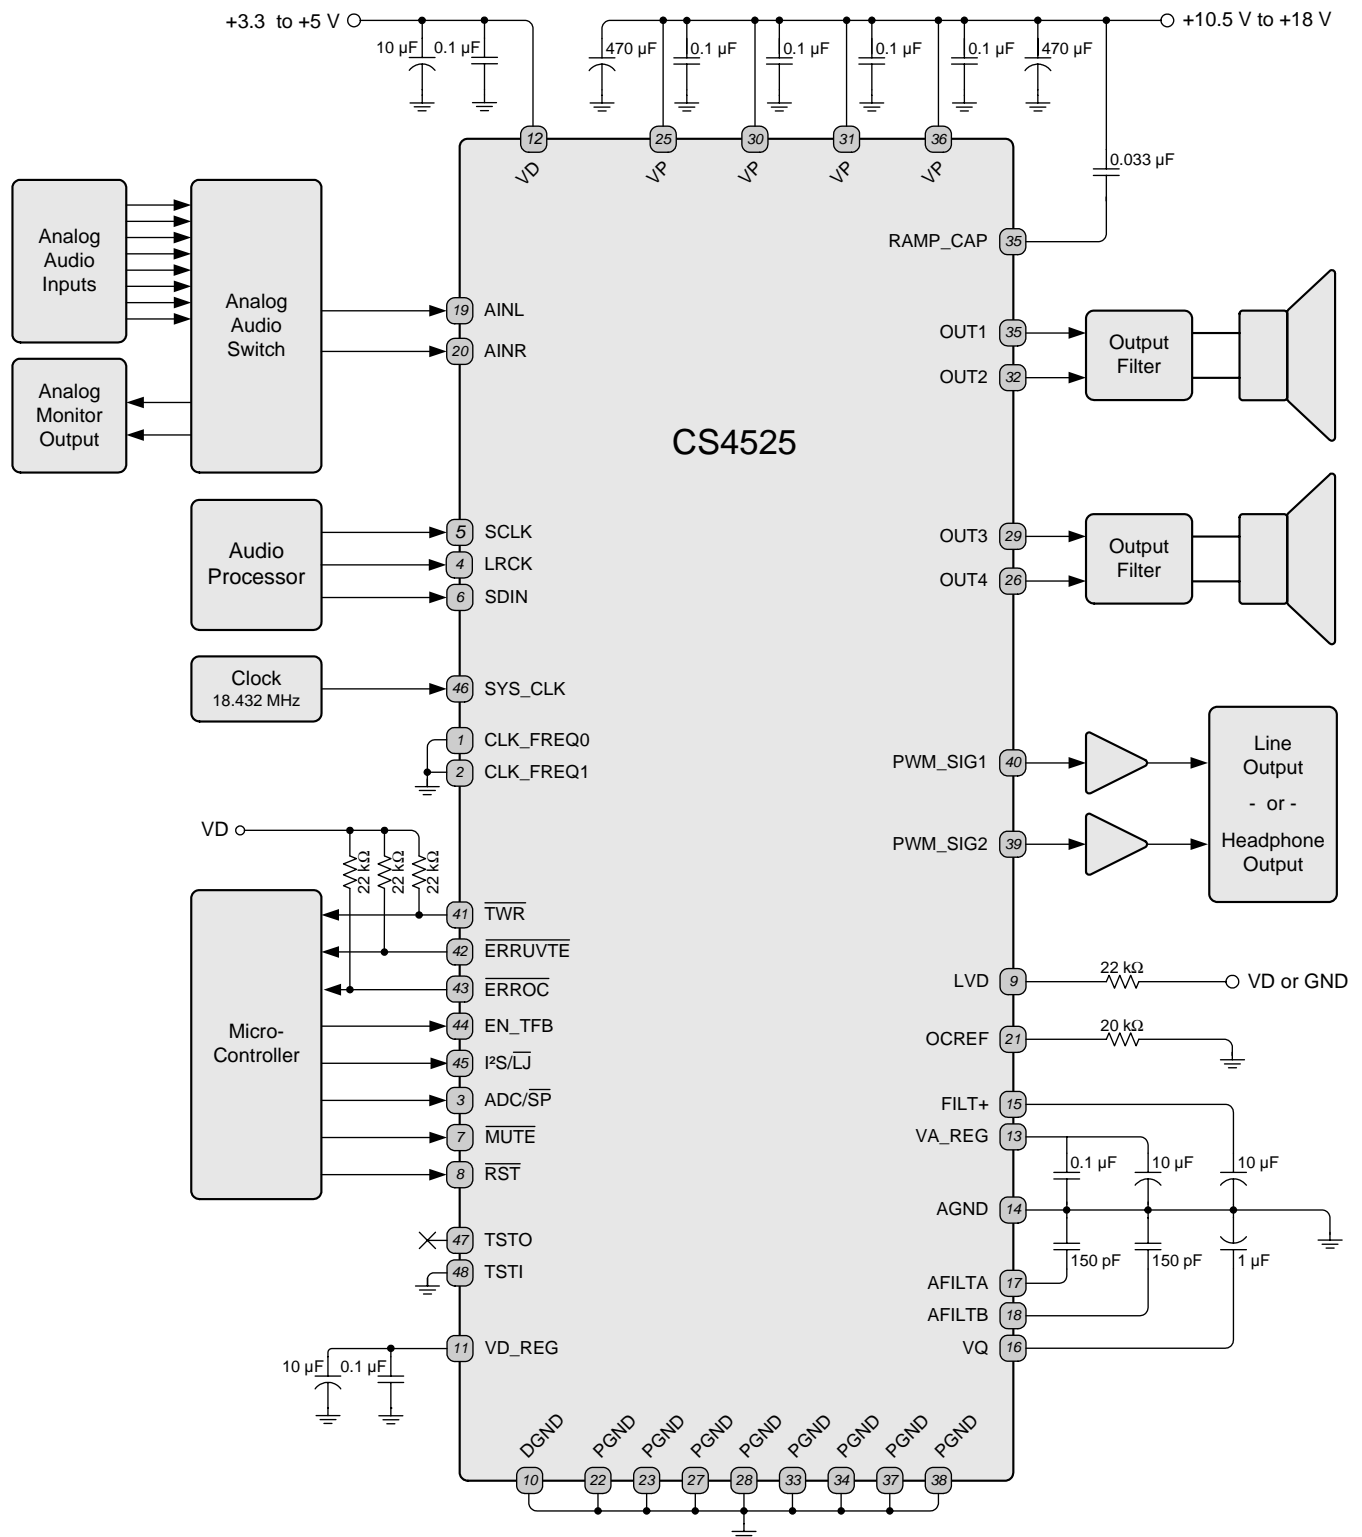 +3.3 to +5 V
10 µF
0.1 µF
470 µF
0.1 µF
0.1 µF
0.1 µF
0.1 µF
470 µF
+10.5 V to +18 V
12
25
30
31
36
VD
VP
VP
VP
VP
0.033 µF
RAMP_CAP
35
Analog
Audio
Inputs
Analog
Audio
Switch
Analog
Monitor
Output
19
AINL
20
AINR
OUT1
35
OUT2
32
Output
Filter
CS4525
Audio
Processor
5
SCLK
4
LRCK
6
SDIN
OUT3
29
OUT4
26
Output
Filter
Clock
18.432 MHz
46
SYS_CLK
1
CLK_FREQ0
2
CLK_FREQ1
PWM_SIG1
40
PWM_SIG2
39
Line
Output
- or -
Headphone
Output
VD
22 kΩ
22 kΩ
22 kΩ
Micro-
Controller
41
TWR
42
ERRUVTE
43
ERROC
44
EN_TFB
45
I²S/LJ
3
ADC/SP
7
MUTE
8
RST
LVD
9
22 kΩ
VD or GND
OCREF
21
20 kΩ
FILT+
15
VA_REG
13
0.1 µF
10 µF
10 µF
AGND
14
150 pF
150 pF
1 µF
AFILTA
17
AFILTB
18
VQ
16
47
TSTO
48
TSTI
11
VD_REG
10 µF
0.1 µF
DGND
PGND
PGND
PGND
PGND
PGND
PGND
PGND
PGND
10
22
23
27
28
33
34
37
38